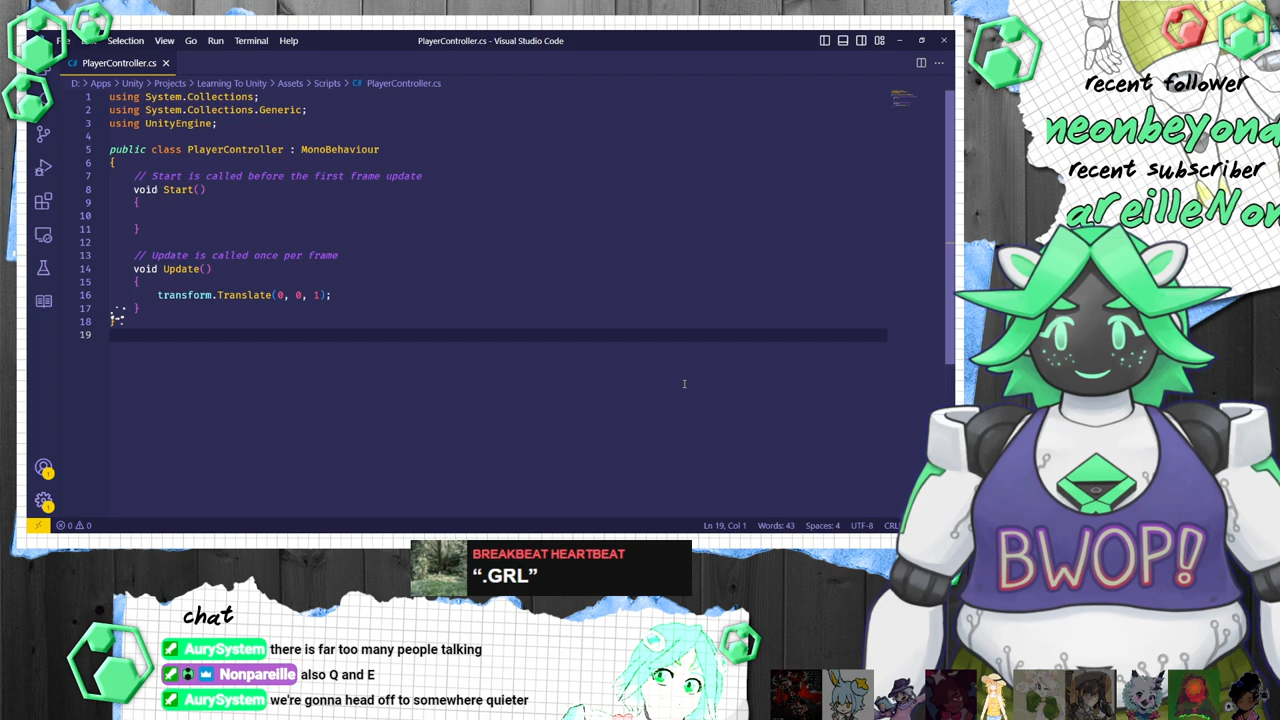 Selection View Go Run Terminal Help
PlayerController.cs - Visual Studio Code
C# PlayerController.cs ×
D: > Apps > Unity > Projects > Learning To Unity > Assets > Scripts > C# PlayerController.cs
1 using System.Collections;
2 using System.Collections.Generic;
3 using UnityEngine;
4
5 public class PlayerController : MonoBehaviour
6 {
7 // Start is called before the first frame update
8 void Start()
9 {
10
11 }
12
13 // Update is called once per frame
14 void Update()
15 {
16 transform.Translate(0, 0, 1);
17 }
18 }
19
1
1
0 0
Ln 19, Col 1 Words: 43 Spaces: 4 UTF-8
recent follower
neonbeyond
recent subscriber
areilleNon
BWOP!
BREAKBEAT HEARTBEAT
“.GRL”
chat
AurySystem there is far too many people talking
Nonpareille also Q and E
AurySystem we're gonna head off to somewhere quieter